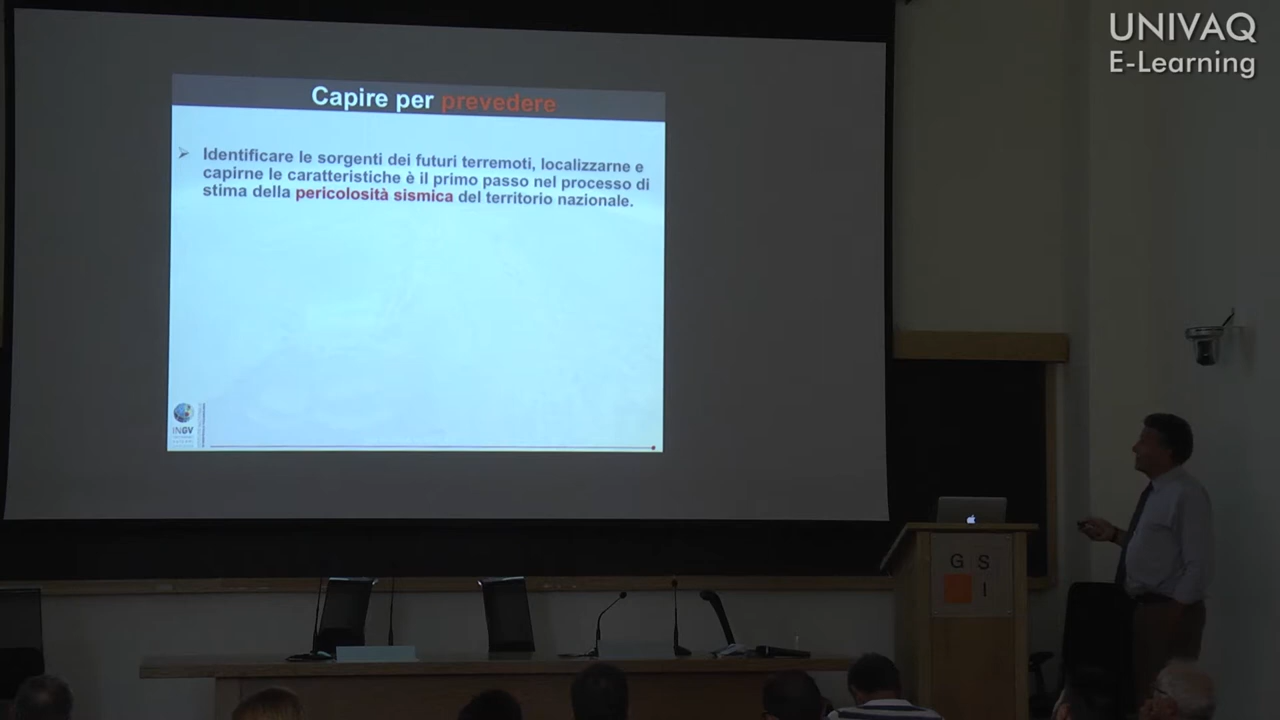 UNIVAQ
E-Learning
Capire per prevedere
Identificare le sorgenti dei futuri terremoti, localizzarne e
capirne le caratteristiche è il primo passo nel processo di
stima della pericolosità sismica del territorio nazionale.
INGV
G S
I